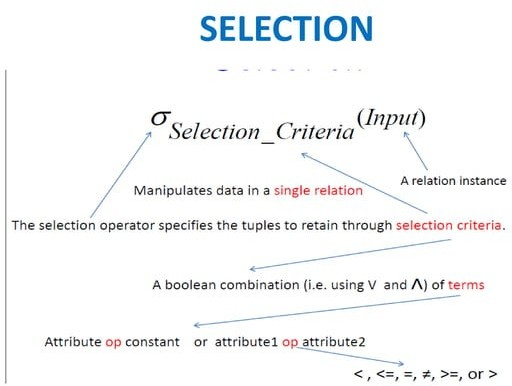 SELECTION
σ Selection_Criteria (Input)
A relation instance
Manipulates data in a single relation
The selection operator specifies the tuples to retain through selection criteria.
A boolean combination (i.e. using V and Λ) of terms
Attribute op constant or attribute1 op attribute2
< , <=, =, ≠, >=, or >